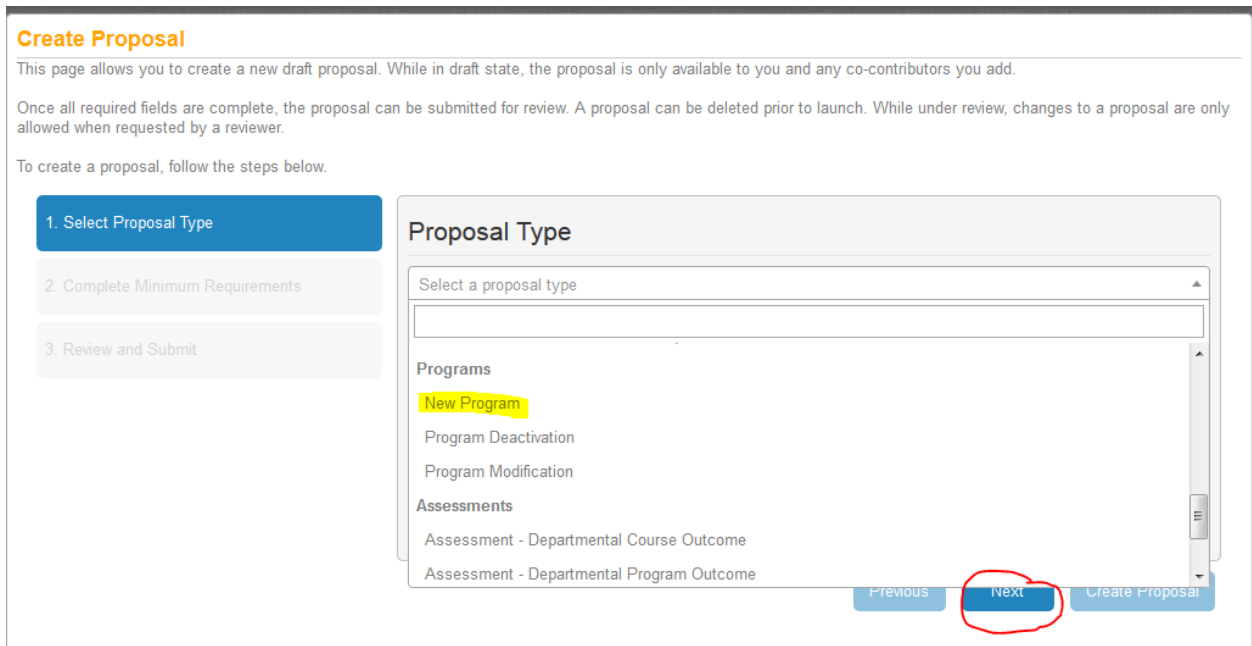 Create Proposal
This page allows you to create a new draft proposal. While in draft state, the proposal is only available to you and any co-contributors you add.
Once all required fields are complete, the proposal can be submitted for review. A proposal can be deleted prior to launch. While under review, changes to a proposal are only
allowed when requested by a reviewer.
To create a proposal, follow the steps below.
1. Select Proposal Type
2. Complete Minimum Requirements
3. Review and Submit
Proposal Type
Select a proposal type
Programs
New Program
Program Deactivation
Program Modification
Assessments
Assessment - Departmental Course Outcome
Assessment - Departmental Program Outcome
Previous Next Create Proposal